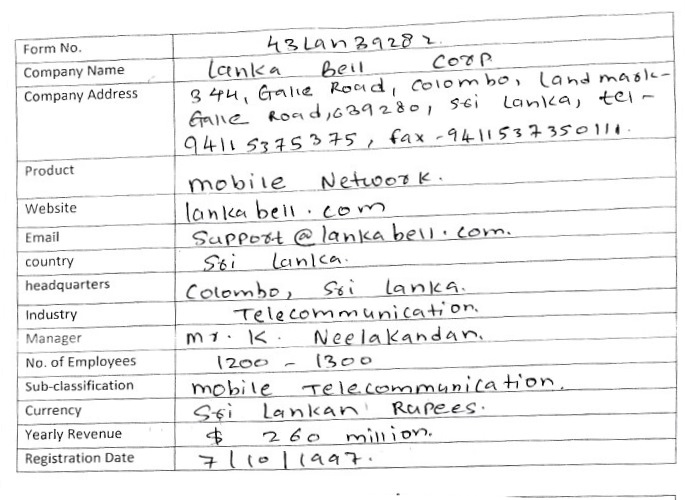 Form No. 43Lan39282.
Company Name Lanka Bell Corp
Company Address 344, Galle Road, Colombo, Landmark-
Galle Road, 639280, Sri Lanka, tel-
94115375375, fax-9411537350111.
Product mobile Network.
Website lankabell.com
Email Support@lankabell.com.
country Sri Lanka.
headquarters Colombo, Sri Lanka.
Industry Telecommunication.
Manager mr. K. Neelakandan.
No. of Employees 1200 - 1300
Sub-classification mobile Telecommunication.
Currency Sri Lankan Rupees.
Yearly Revenue $ 260 million.
Registration Date 7|10|1997.